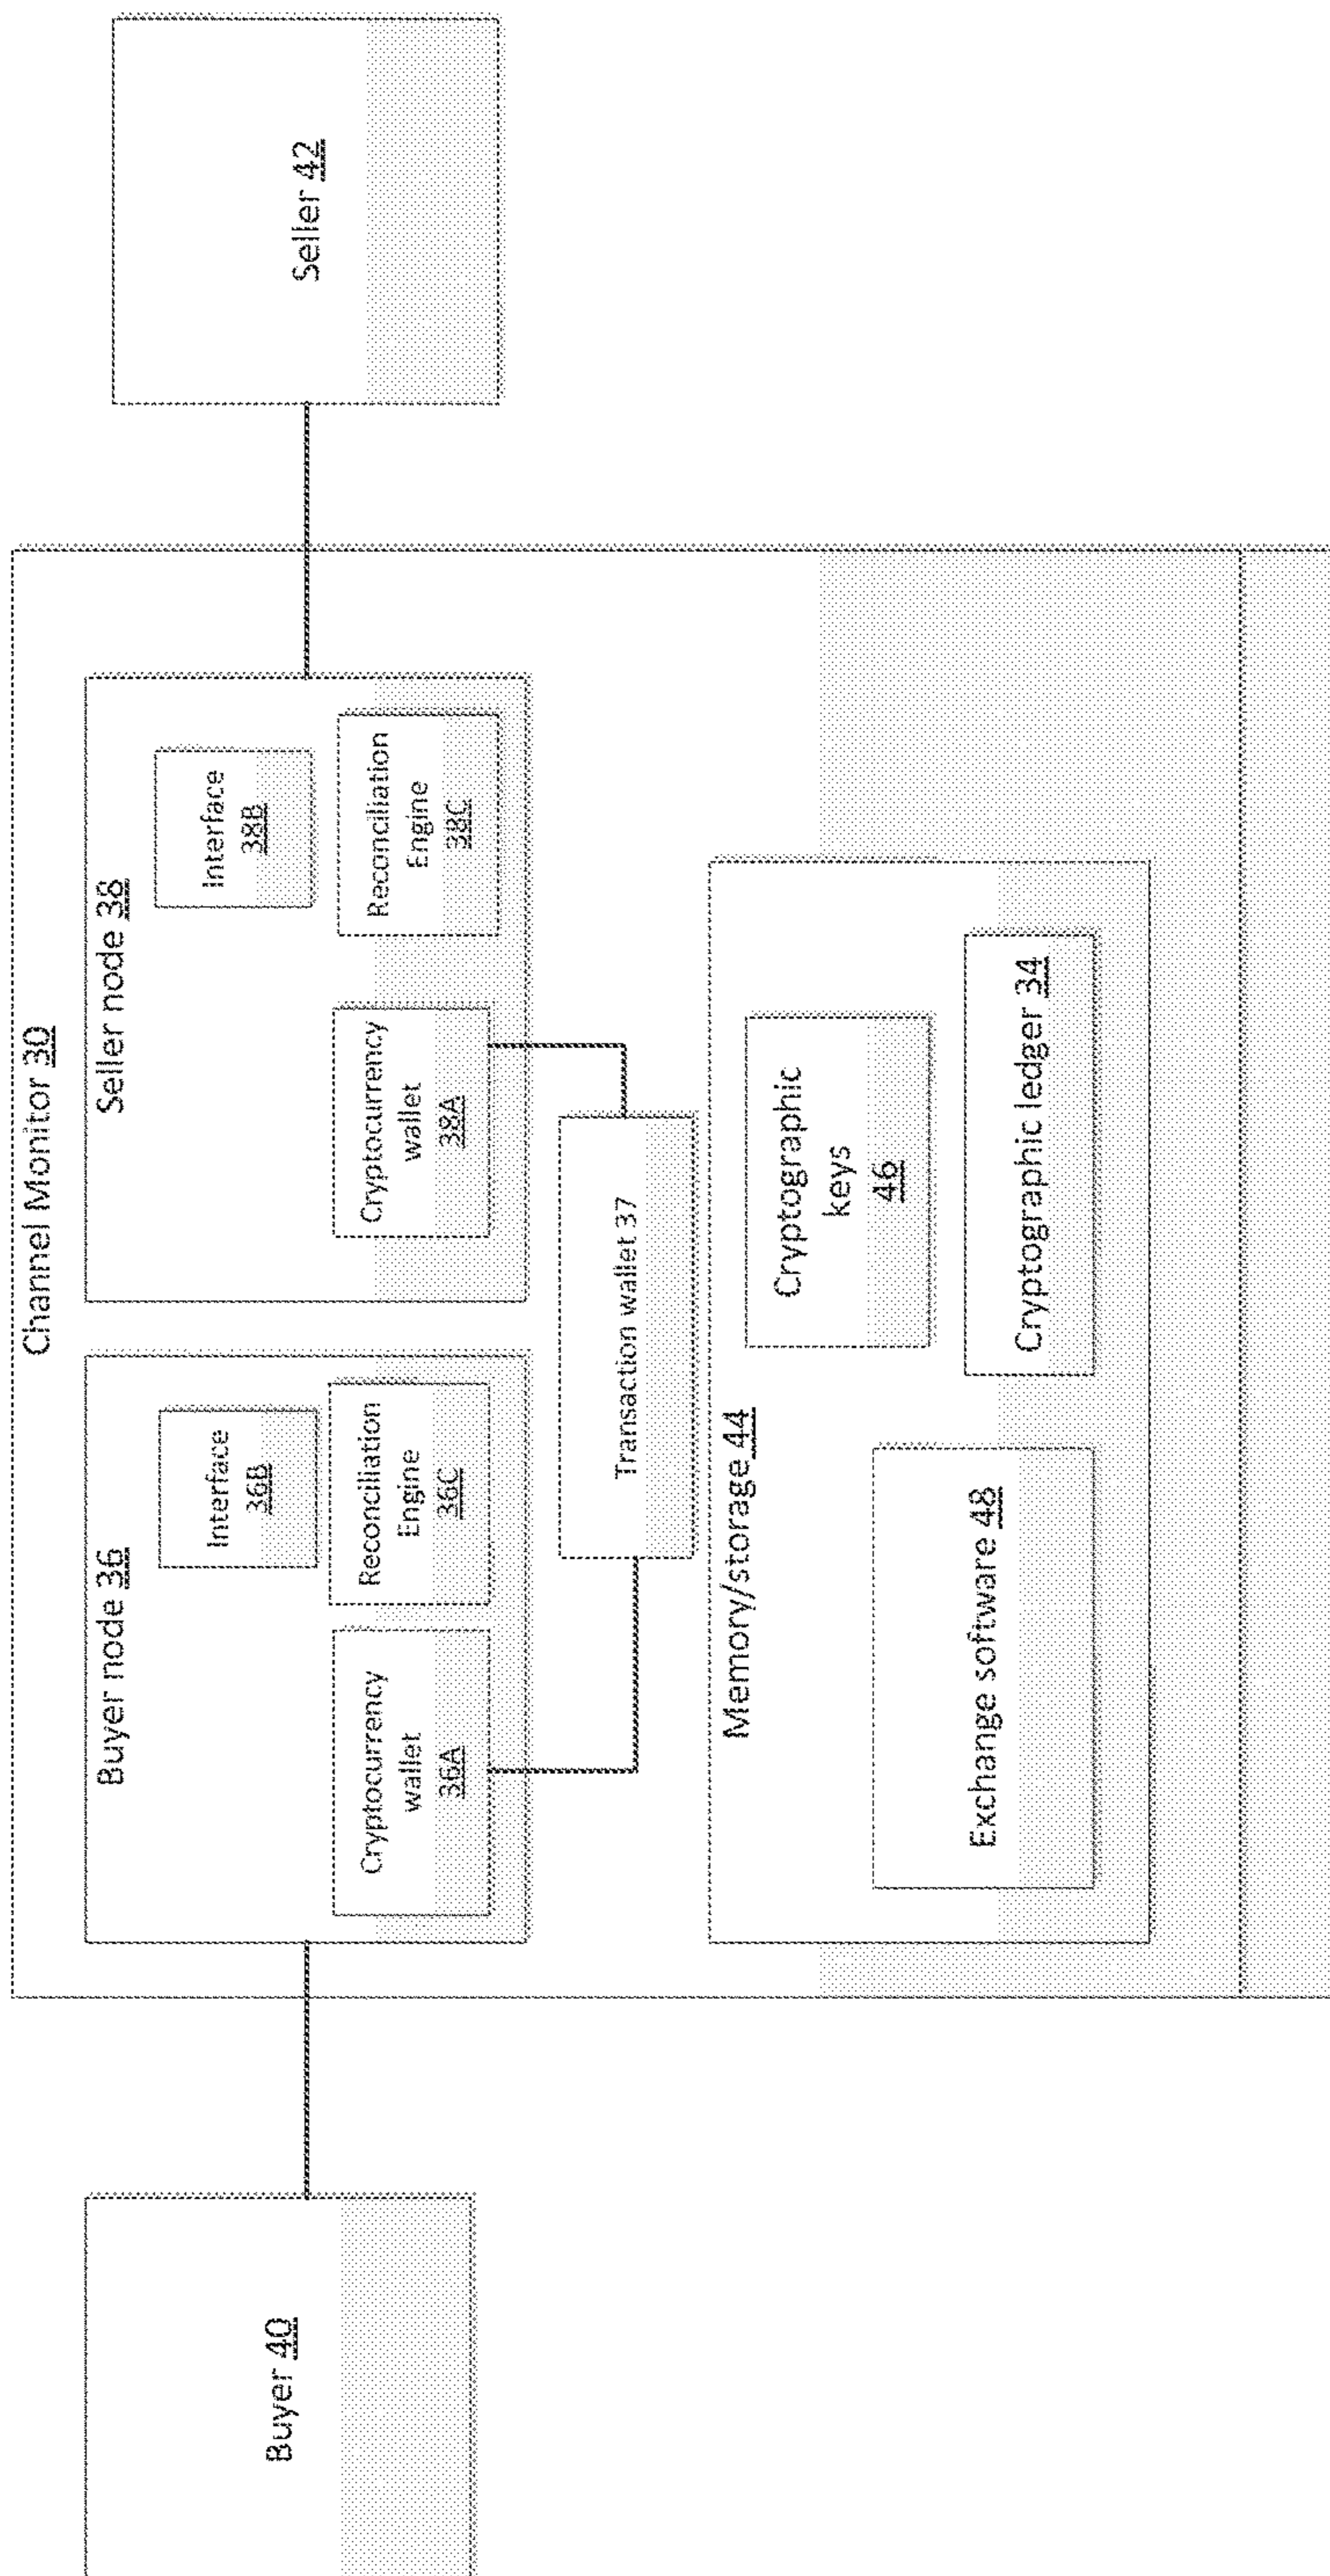 Channel Monitor 30
Buyer 40
Buyer node 36
Interface
36B
Cryptocurrency
wallet
36A
Reconciliation
Engine
36C
Seller node 38
Interface
38B
Cryptocurrency
wallet
38A
Reconciliation
Engine
38C
Seller 42
Transaction wallet 37
Memory/storage 44
Exchange software 48
Cryptographic
keys
46
Cryptographic ledger 34